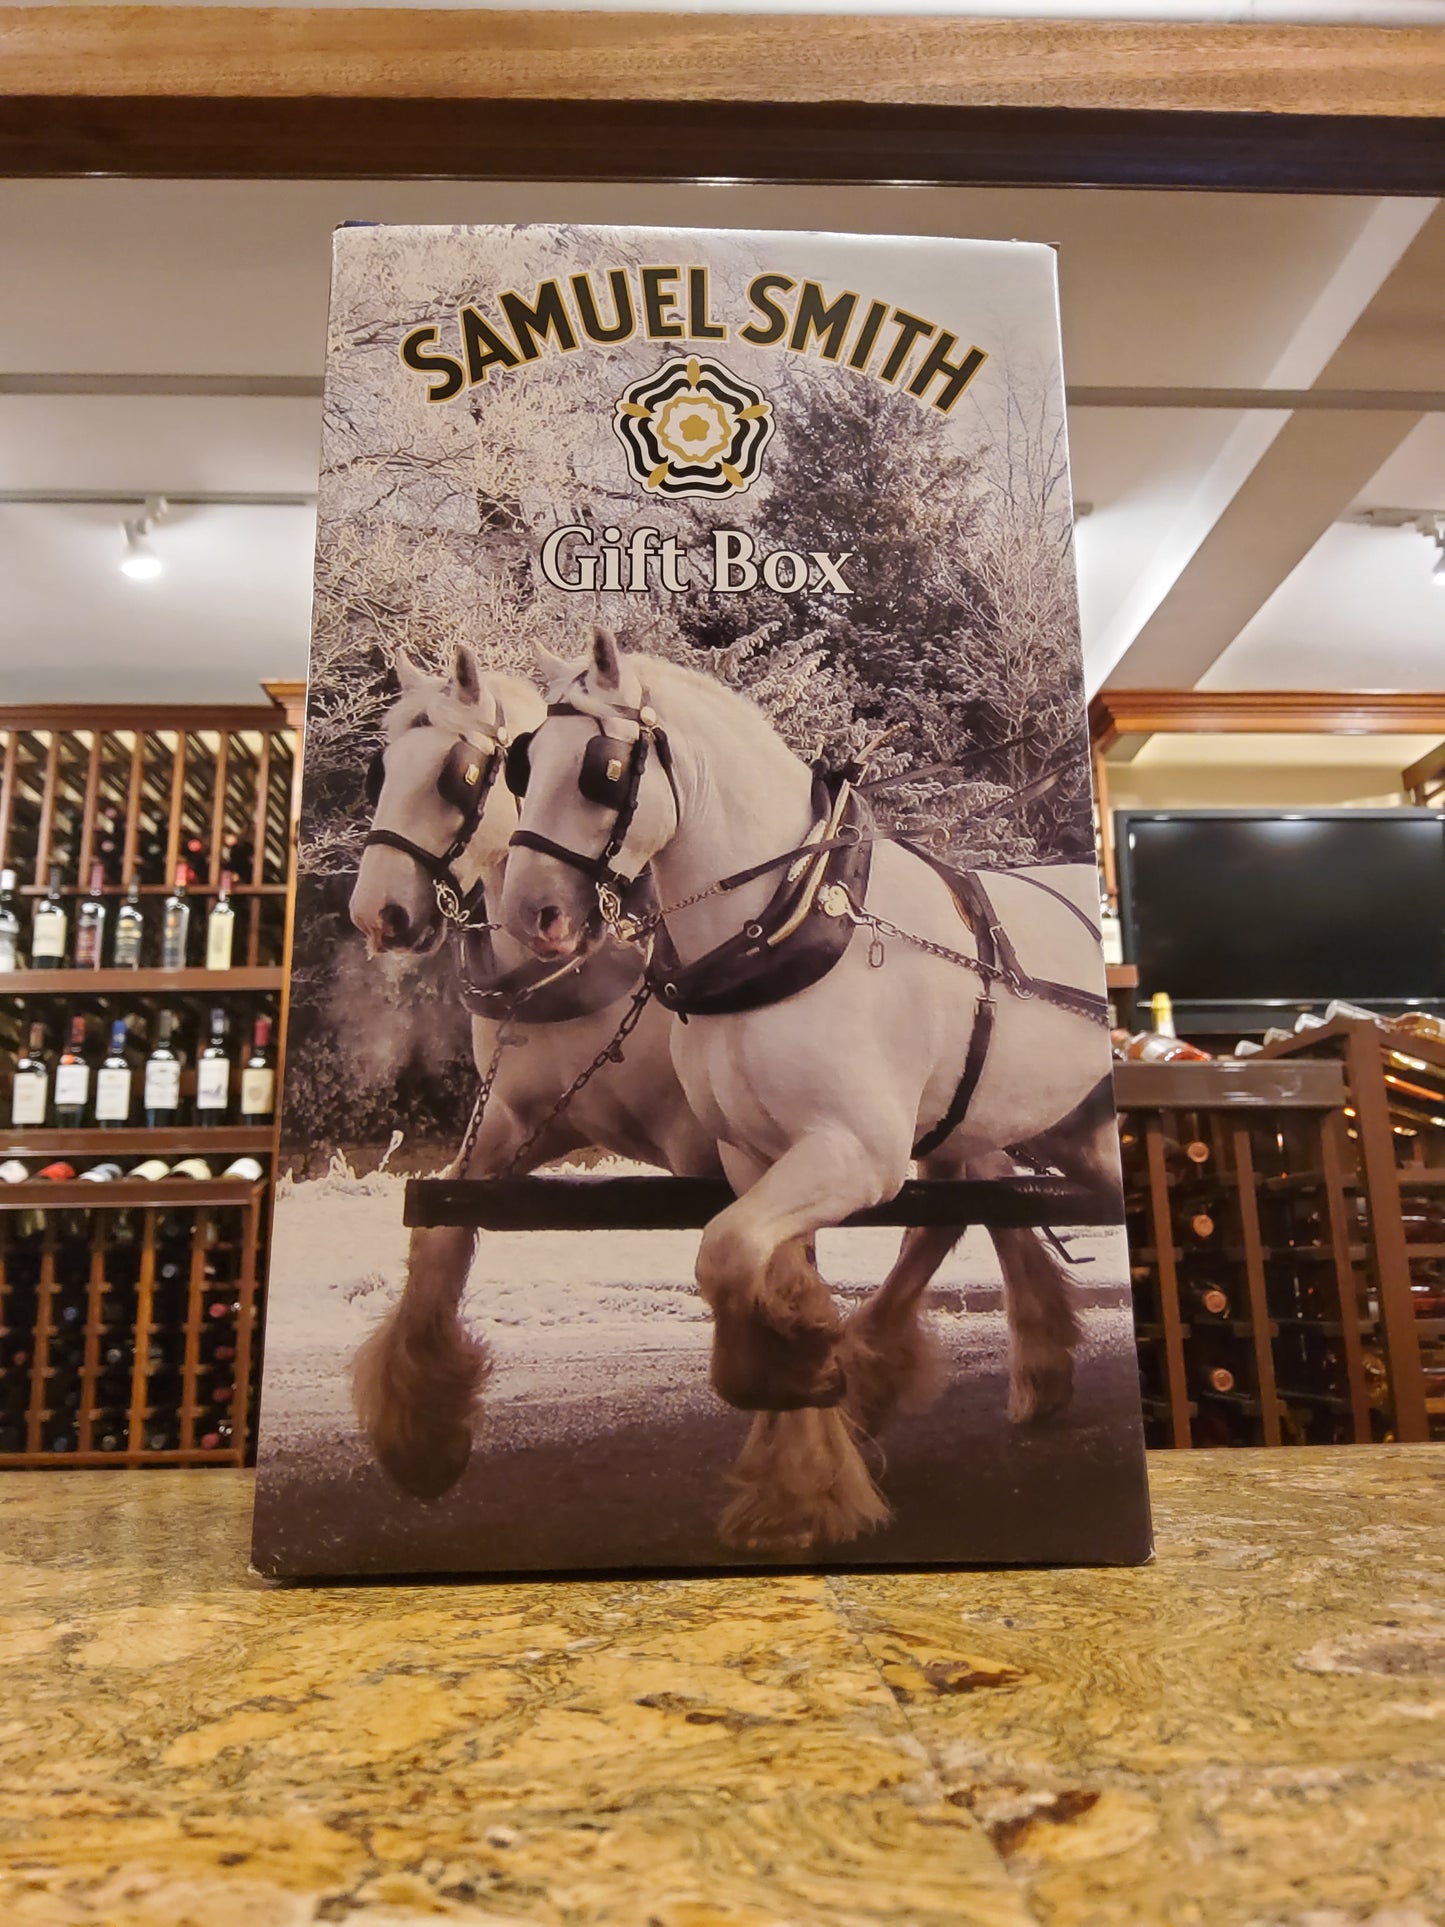 SAMUEL SMITH
Gift Box